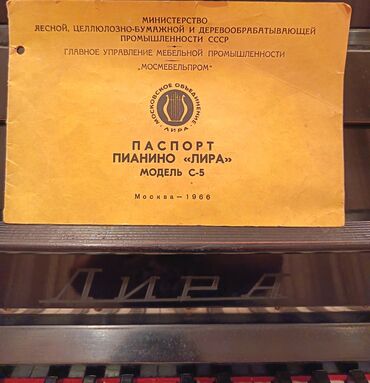 МИНИСТЕРСТВО
ЛЕСНОЙ, ЦЕЛЛЮЛОЗНО-БУМАЖНОЙ И ДЕРЕВООБРАБАТЫВАЮЩЕЙ
ПРОМЫШЛЕННОСТИ СССР
ГЛАВНОЕ УПРАВЛЕНИЕ МЕБЕЛЬНОЙ ПРОМЫШЛЕННОСТИ
„МОСМЕБЕЛЬПРОМ"
МОСКОВСКОЕ ОБЪЕДИНЕНИЕ
ЛИРА
ПАСПОРТ
ПИАНИНО «ЛИРА»
МОДЕЛЬ С-5
Москва—1966
ЛИРА